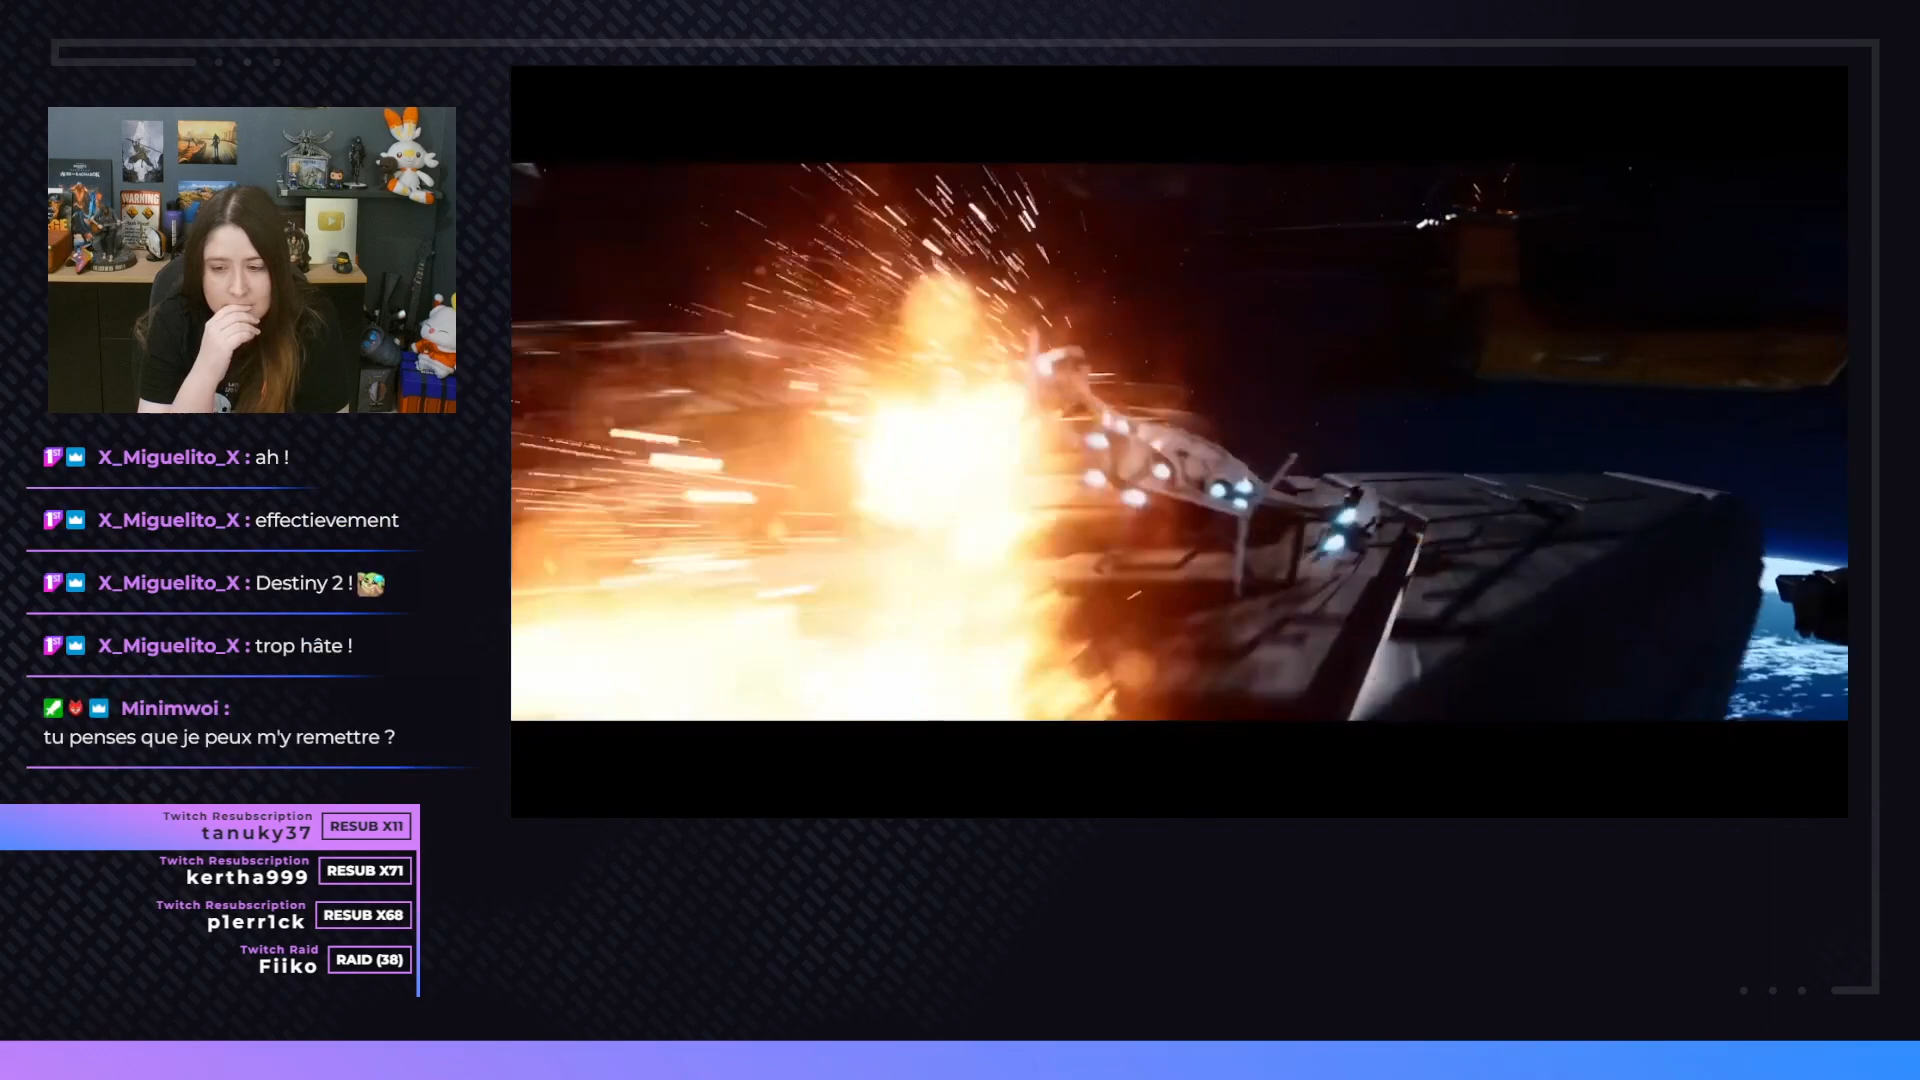 WARNING
X_Miguelito_X : ah !
X_Miguelito_X : effectievement
X_Miguelito_X : Destiny 2 !
X_Miguelito_X : trop hâte !
Minimwoi :
tu penses que je peux m'y remettre ?
Twitch Resubscription
tanuky37
RESUB X11
Twitch Resubscription
kertha999
RESUB X71
Twitch Resubscription
p1err1ck
RESUB X68
Twitch Raid
Fiiko
RAID (38)